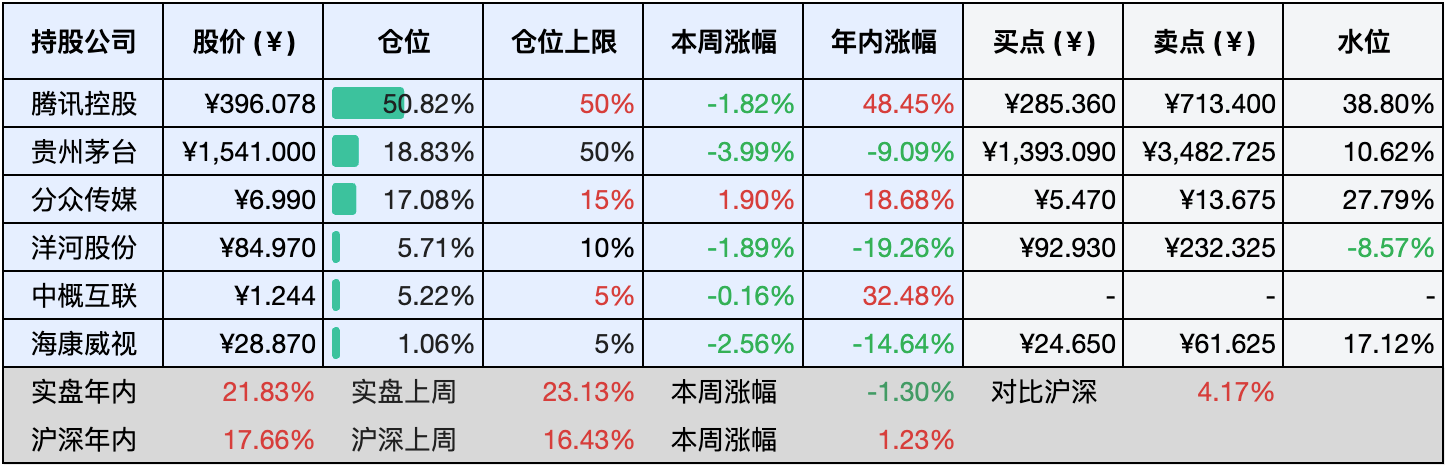 持股公司 股价 (¥) 仓位 仓位上限 本周涨幅 年内涨幅 买点 (¥) 卖点 (¥) 水位
腾讯控股 ¥396.078 50.82% 50% -1.82% 48.45% ¥285.360 ¥713.400 38.80%
贵州茅台 ¥1,541.000 18.83% 50% -3.99% -9.09% ¥1,393.090 ¥3,482.725 10.62%
分众传媒 ¥6.990 17.08% 15% 1.90% 18.68% ¥5.470 ¥13.675 27.79%
洋河股份 ¥84.970 5.71% 10% -1.89% -19.26% ¥92.930 ¥232.325 -8.57%
中概互联 ¥1.244 5.22% 5% -0.16% 32.48% - - -
海康威视 ¥28.870 1.06% 5% -2.56% -14.64% ¥24.650 ¥61.625 17.12%
实盘年内 21.83% 实盘上周 23.13% 本周涨幅 -1.30% 对比沪深 4.17%
沪深年内 17.66% 沪深上周 16.43% 本周涨幅 1.23%